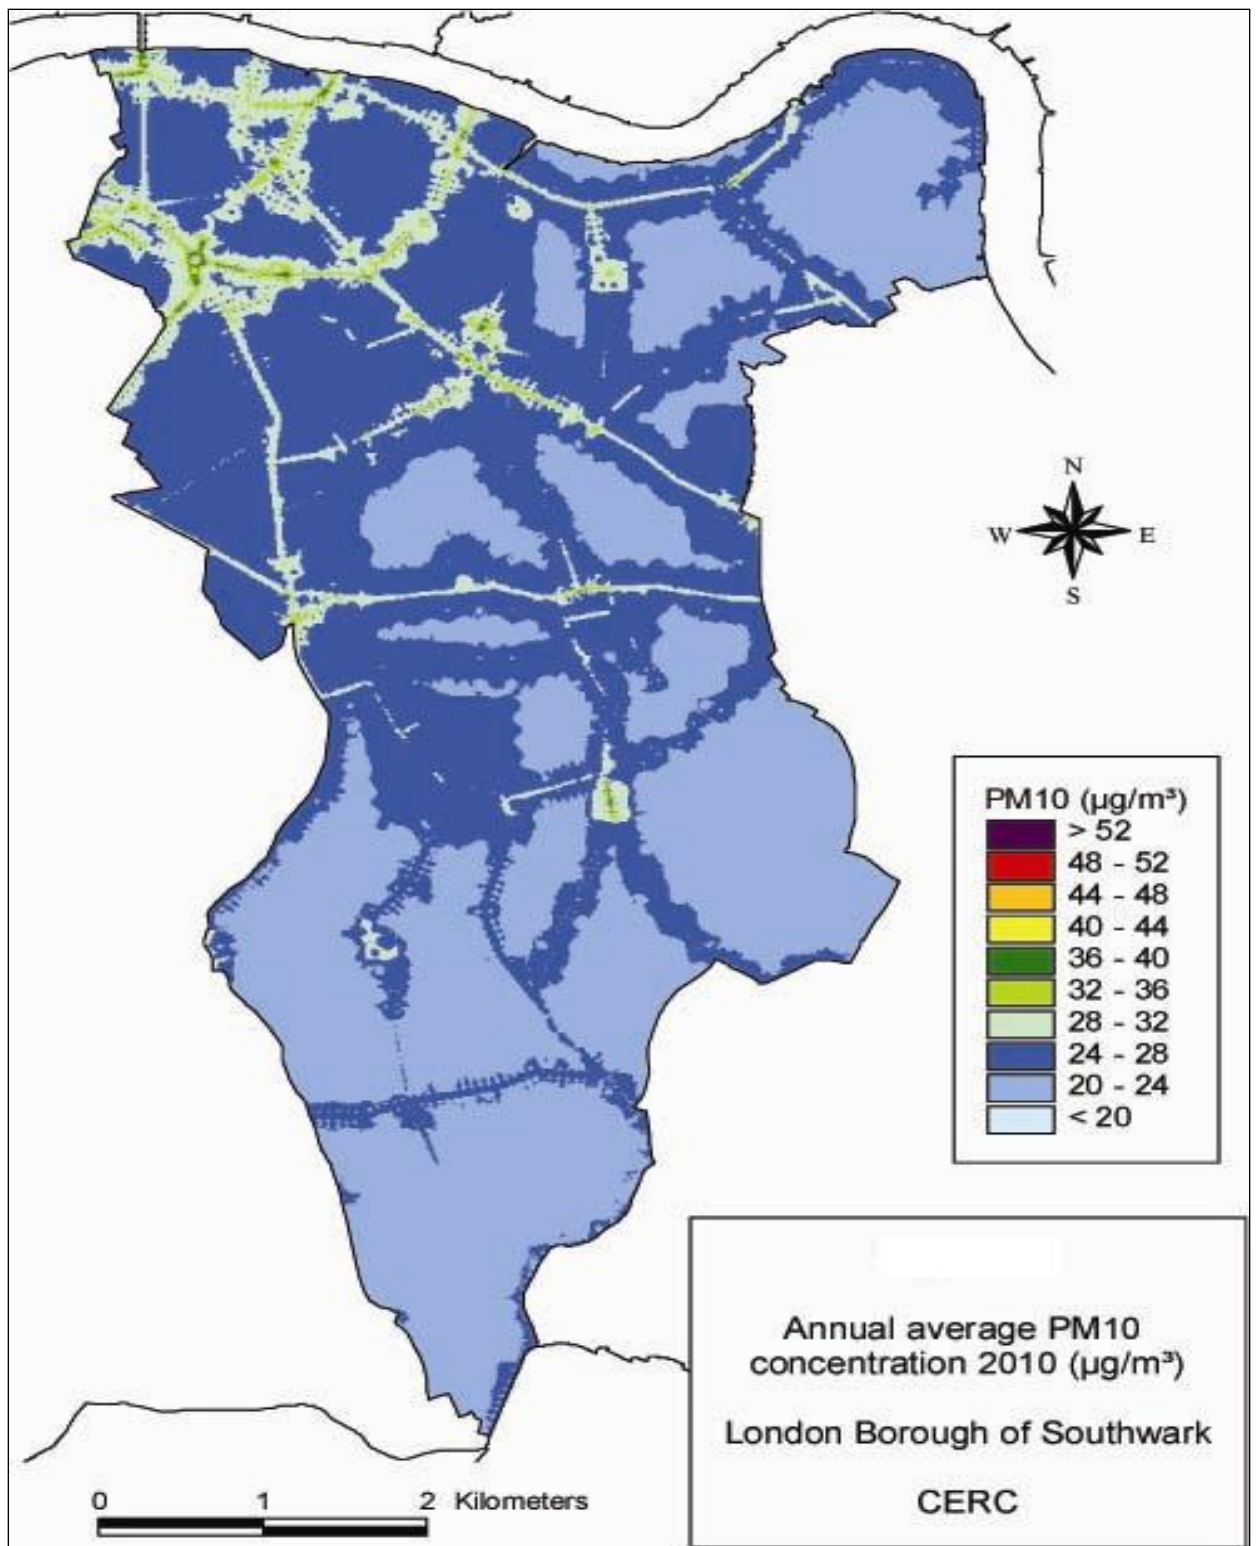 N
W E
S
PM10 (µg/m³)
> 52
48 - 52
44 - 48
40 - 44
36 - 40
32 - 36
28 - 32
24 - 28
20 - 24
< 20
Annual average PM10
concentration 2010 (µg/m³)
London Borough of Southwark
CERC
0 1 2 Kilometers